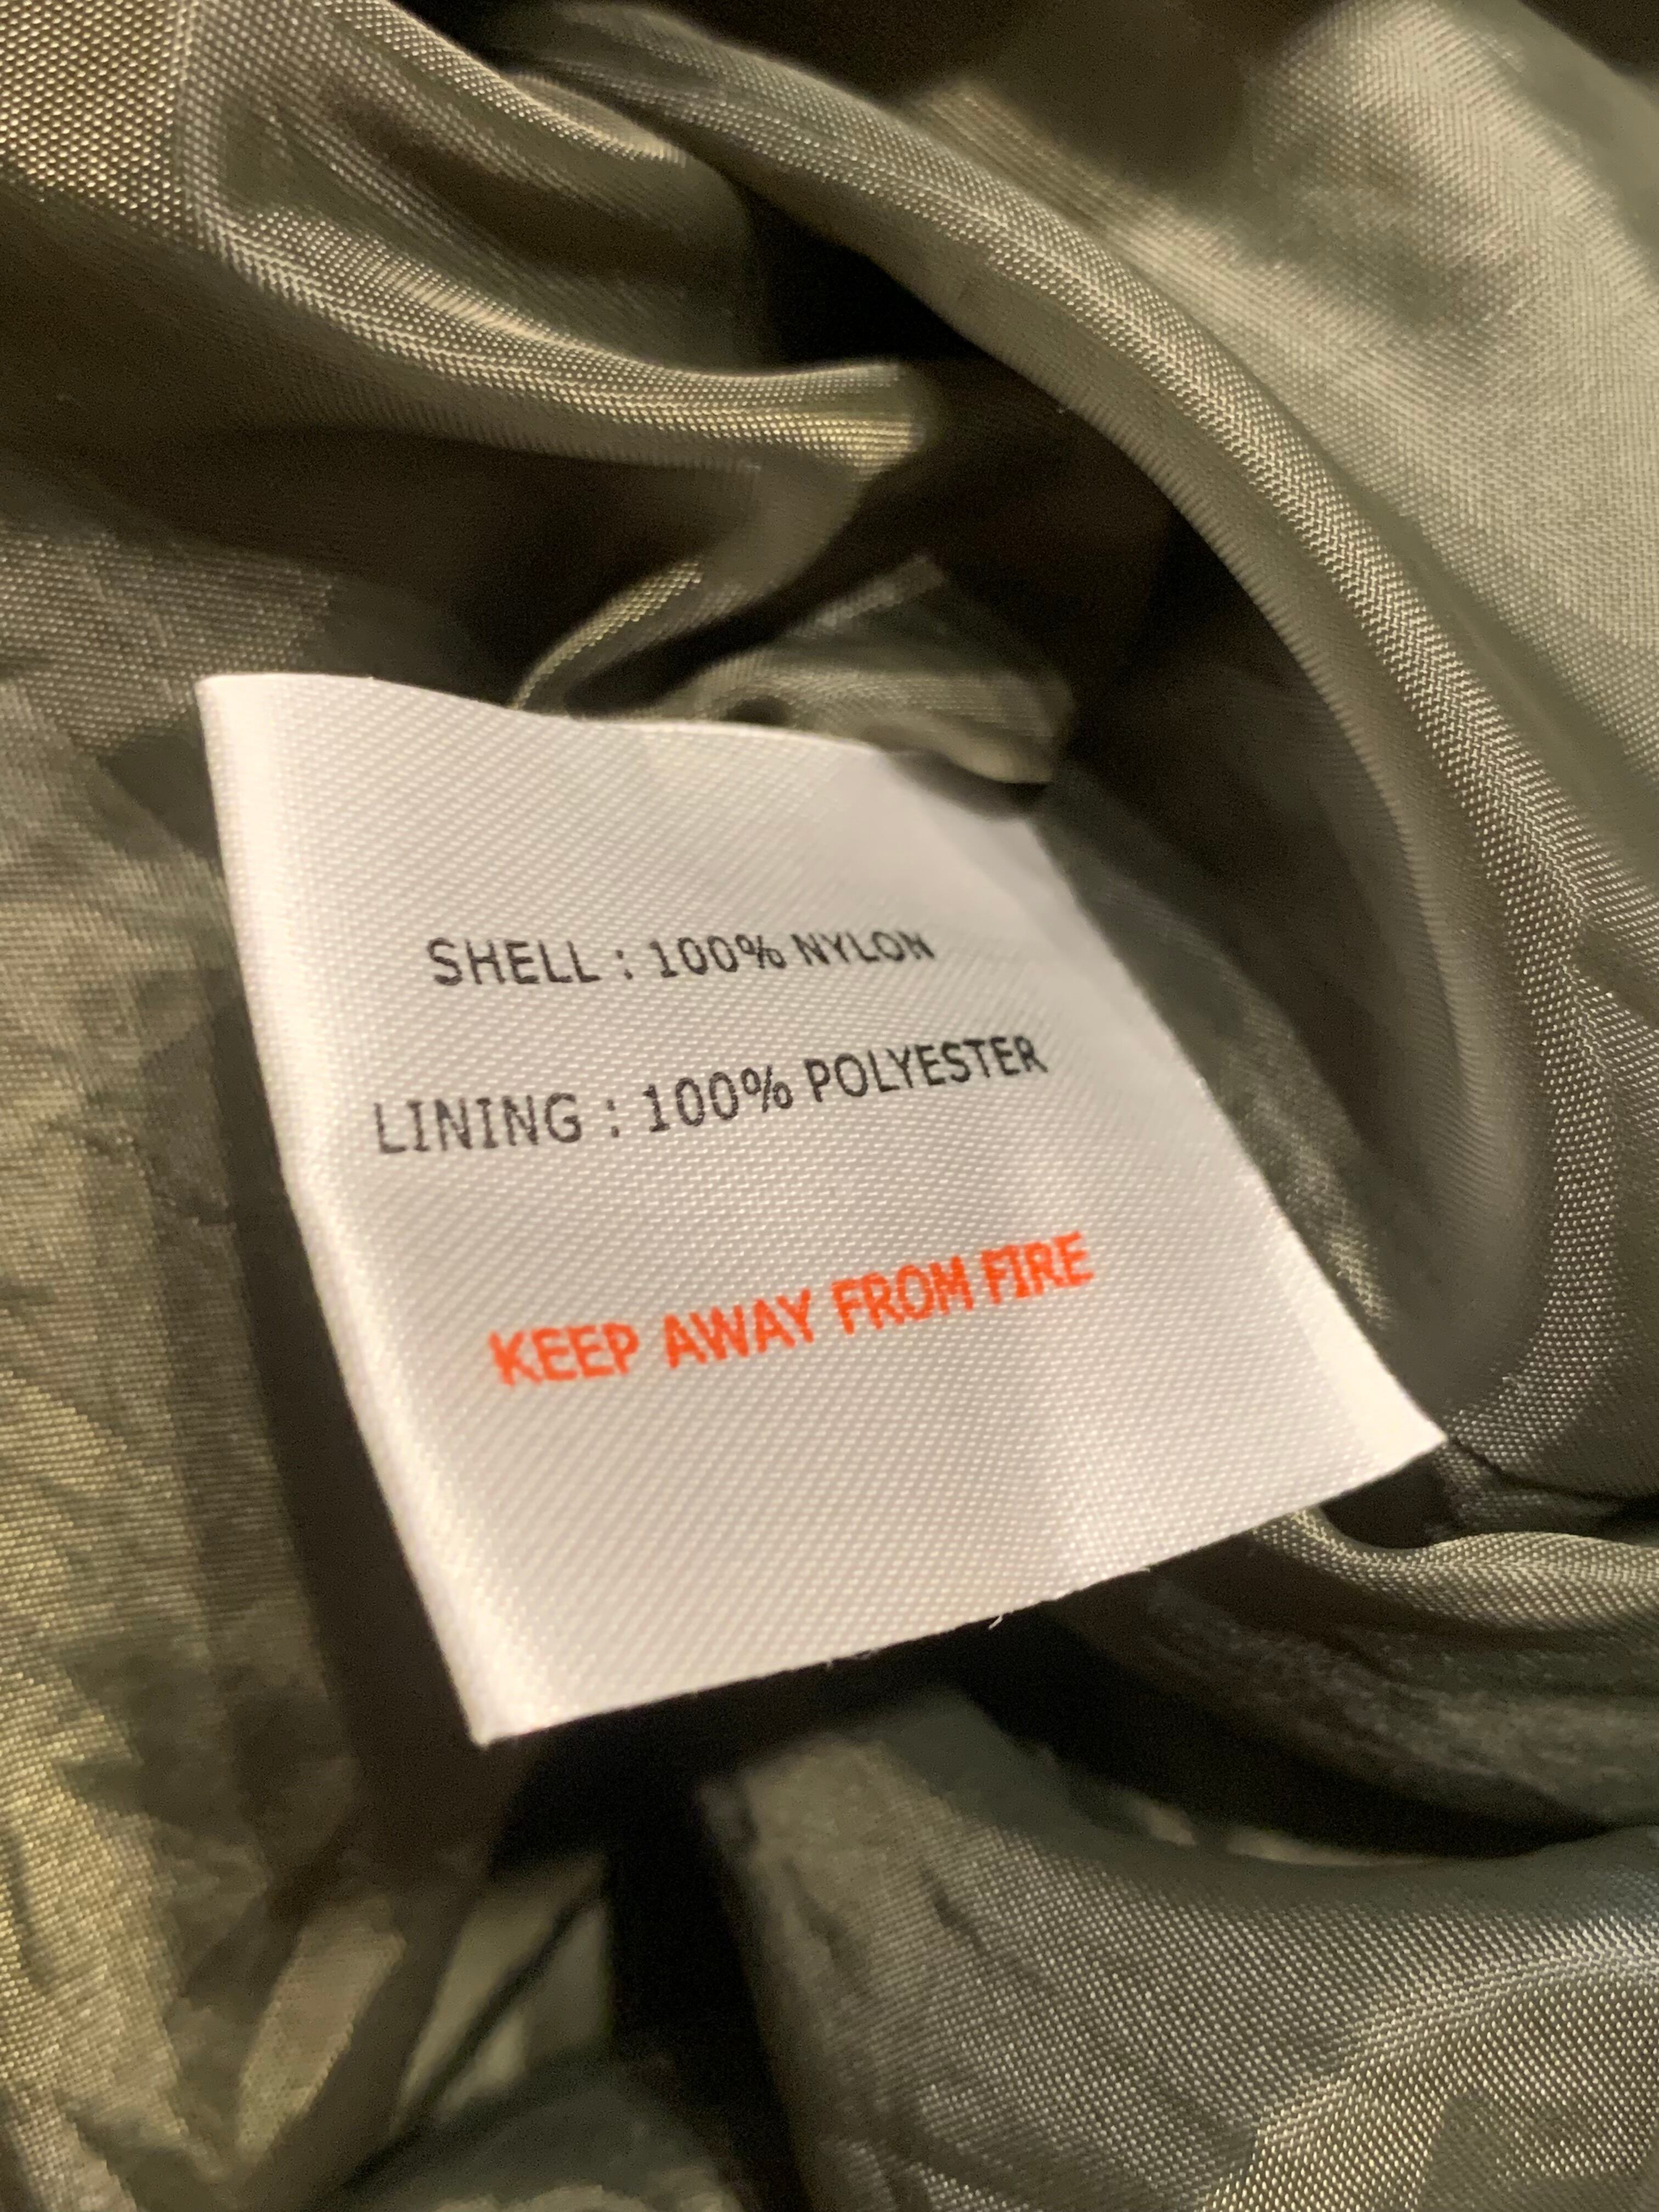 SHELL : 100% NYLON
LINING : 100% POLYESTER
KEEP AWAY FROM FIRE